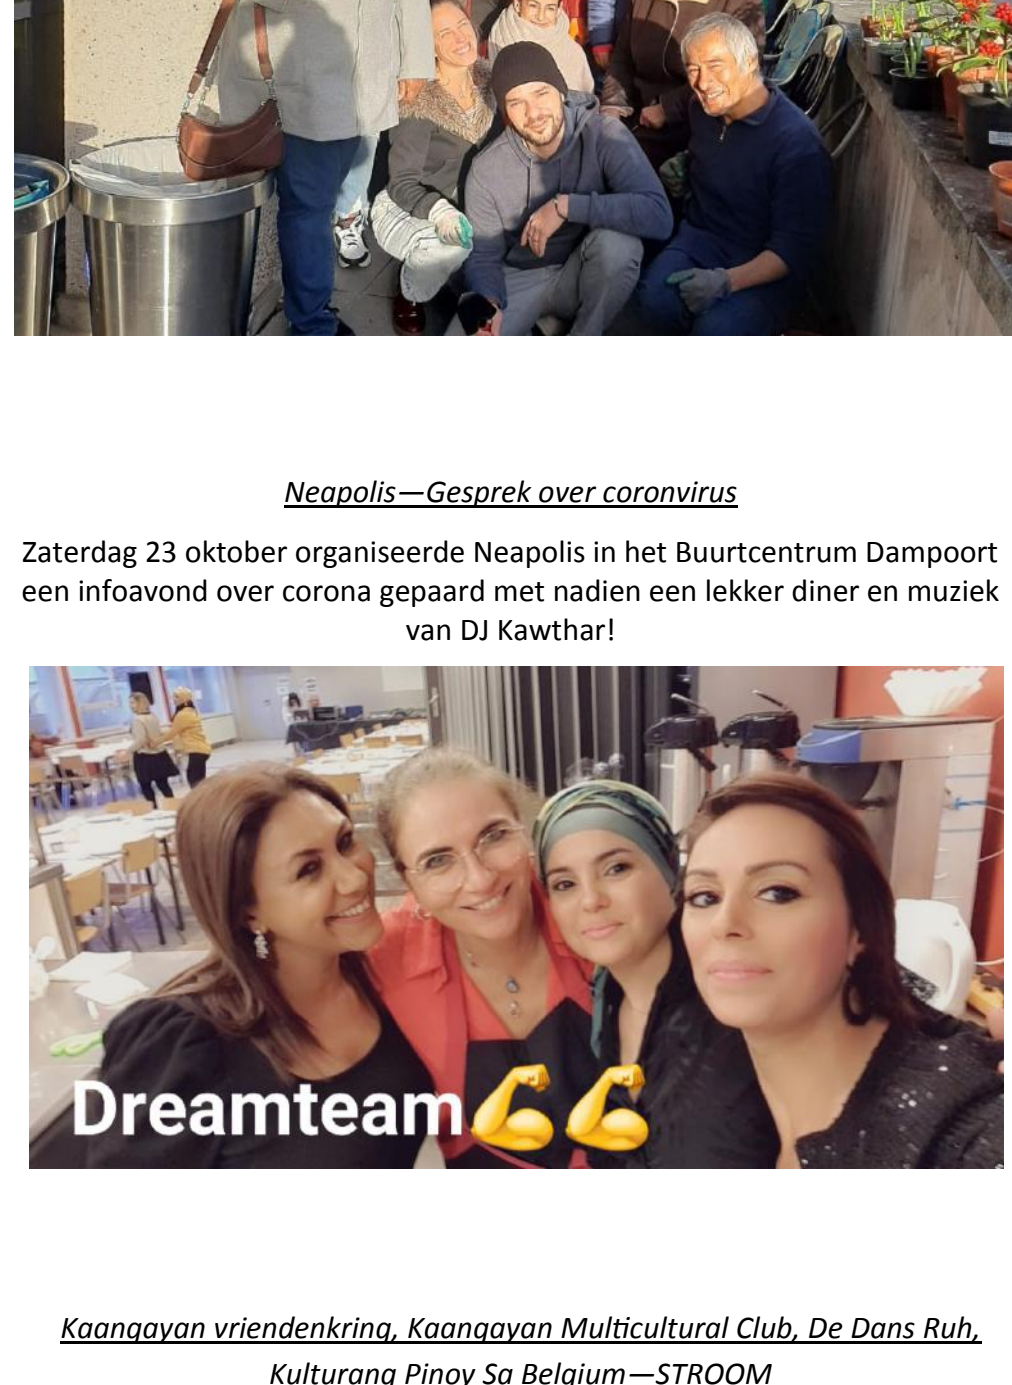 Neapolis—Gesprek over coronvirus
Zaterdag 23 oktober organiseerde Neapolis in het Buurtcentrum Dampoort
een infoavond over corona gepaard met nadien een lekker diner en muziek
van DJ Kawthar!
Dreamteam💪💪
Kaangayan vriendenkring, Kaangayan Multicultural Club, De Dans Ruh,
Kulturang Pinoy Sa Belgium—STROOM